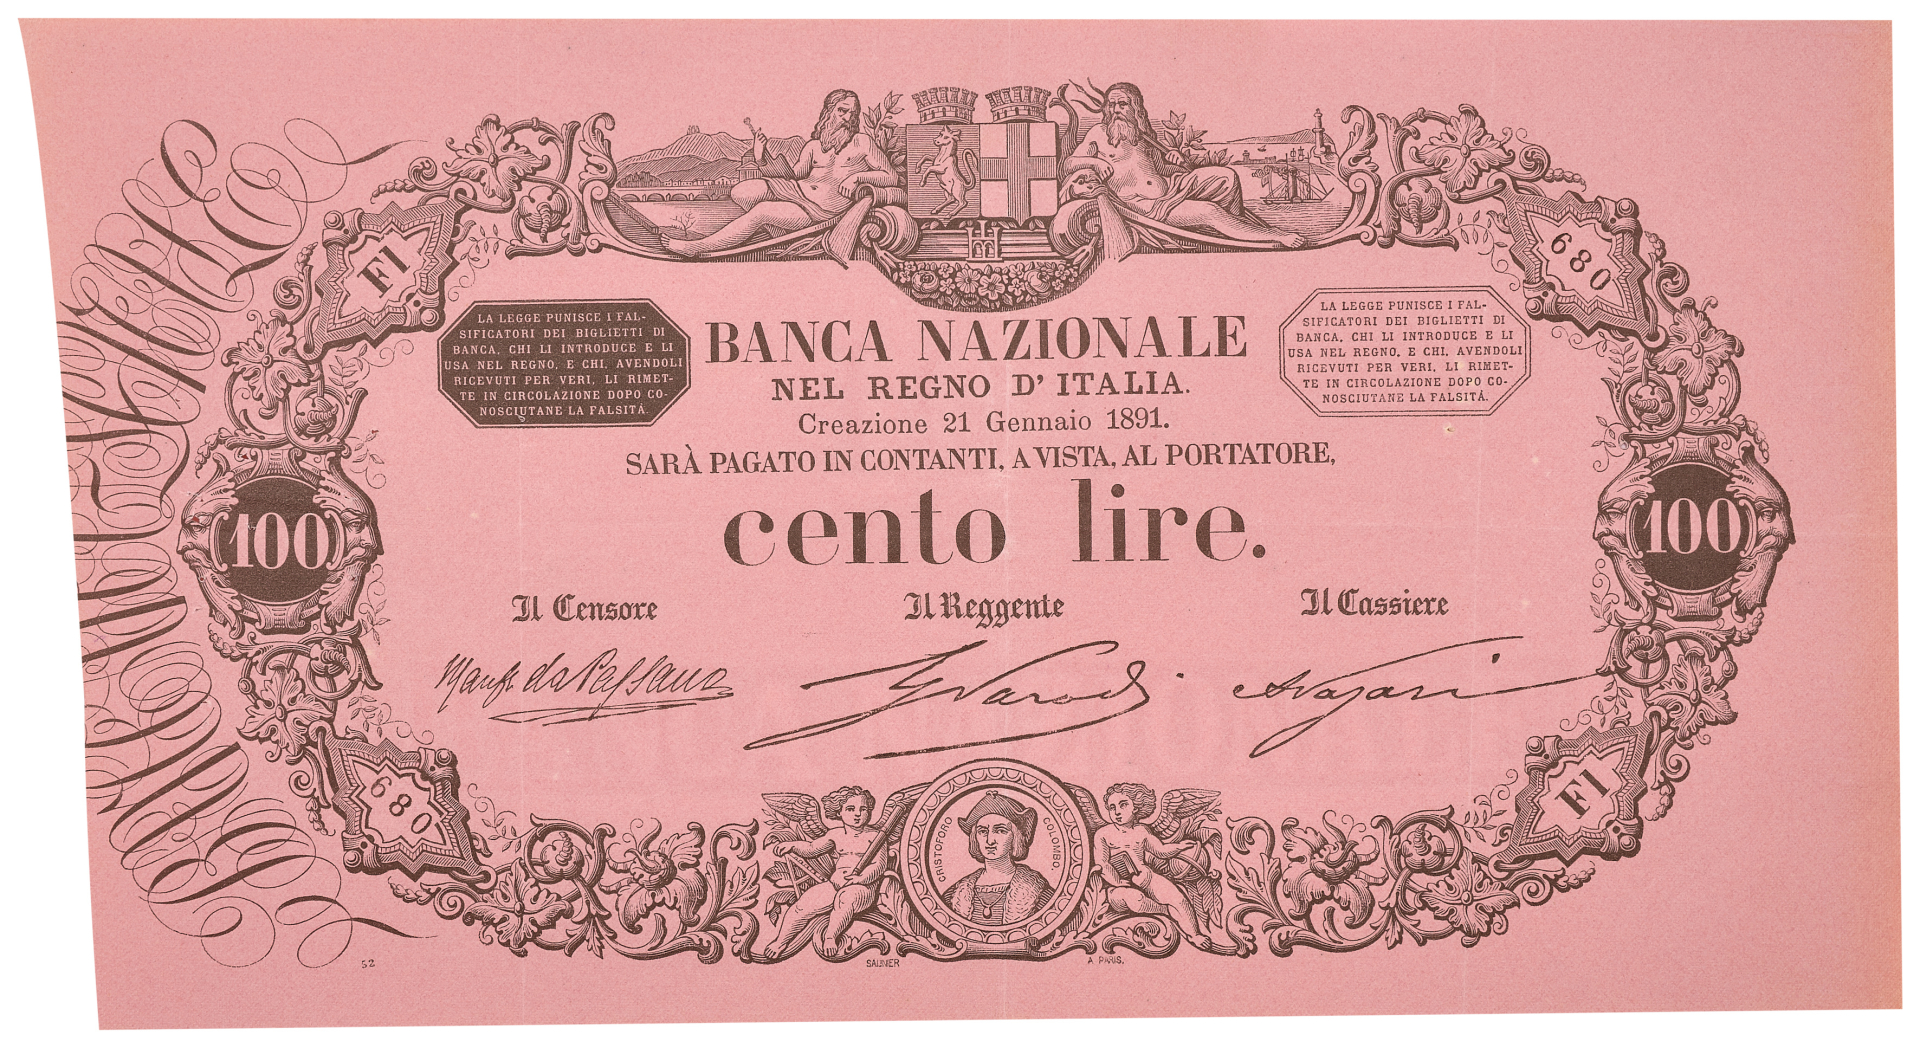 F1
680
LA LEGGE PUNISCE I FAL-
SIFICATORI DEI BIGLIETTI DI
BANCA, CHI LI INTRODUCE E LI
USA NEL REGNO, E CHI, AVENDOLI
RICEVUTI PER VERI, LI RIMET-
TE IN CIRCOLAZIONE DOPO CO-
NOSCIUTANE LA FALSITÀ.
BANCA NAZIONALE
NEL REGNO D'ITALIA.
Creazione 21 Gennaio 1891.
LA LEGGE PUNISCE I FAL-
SIFICATORI DEI BIGLIETTI DI
BANCA, CHI LI INTRODUCE E LI
USA NEL REGNO, E CHI, AVENDOLI
RICEVUTI PER VERI, LI RIMET-
TE IN CIRCOLAZIONE DOPO CO-
NOSCIUTANE LA FALSITÀ.
SARÀ PAGATO IN CONTANTI, A VISTA, AL PORTATORE,
100
cento lire.
100
Il Censore
Il Reggente
Il Cassiere
680
F1
CRISTOFORO COLOMBO.
52
SAUNIER
A PARIS.